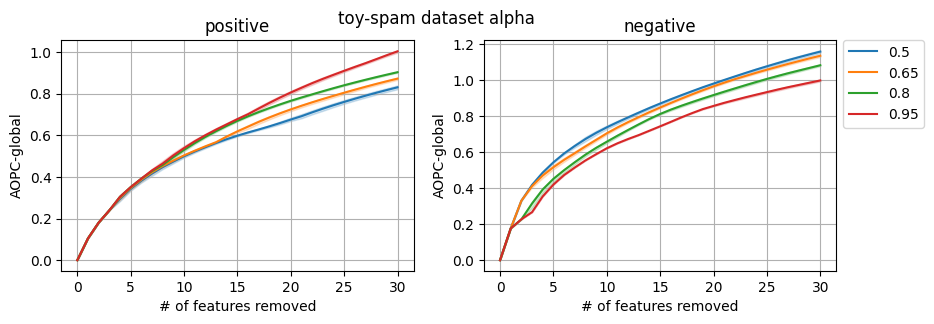 toy-spam dataset alpha
positive
AOPC-global
1.0
0.8
0.6
0.4
0.2
0.0
0 5 10 15 20 25 30
# of features removed
negative
AOPC-global
1.2
1.0
0.8
0.6
0.4
0.2
0.0
0 5 10 15 20 25 30
# of features removed
0.5
0.65
0.8
0.95